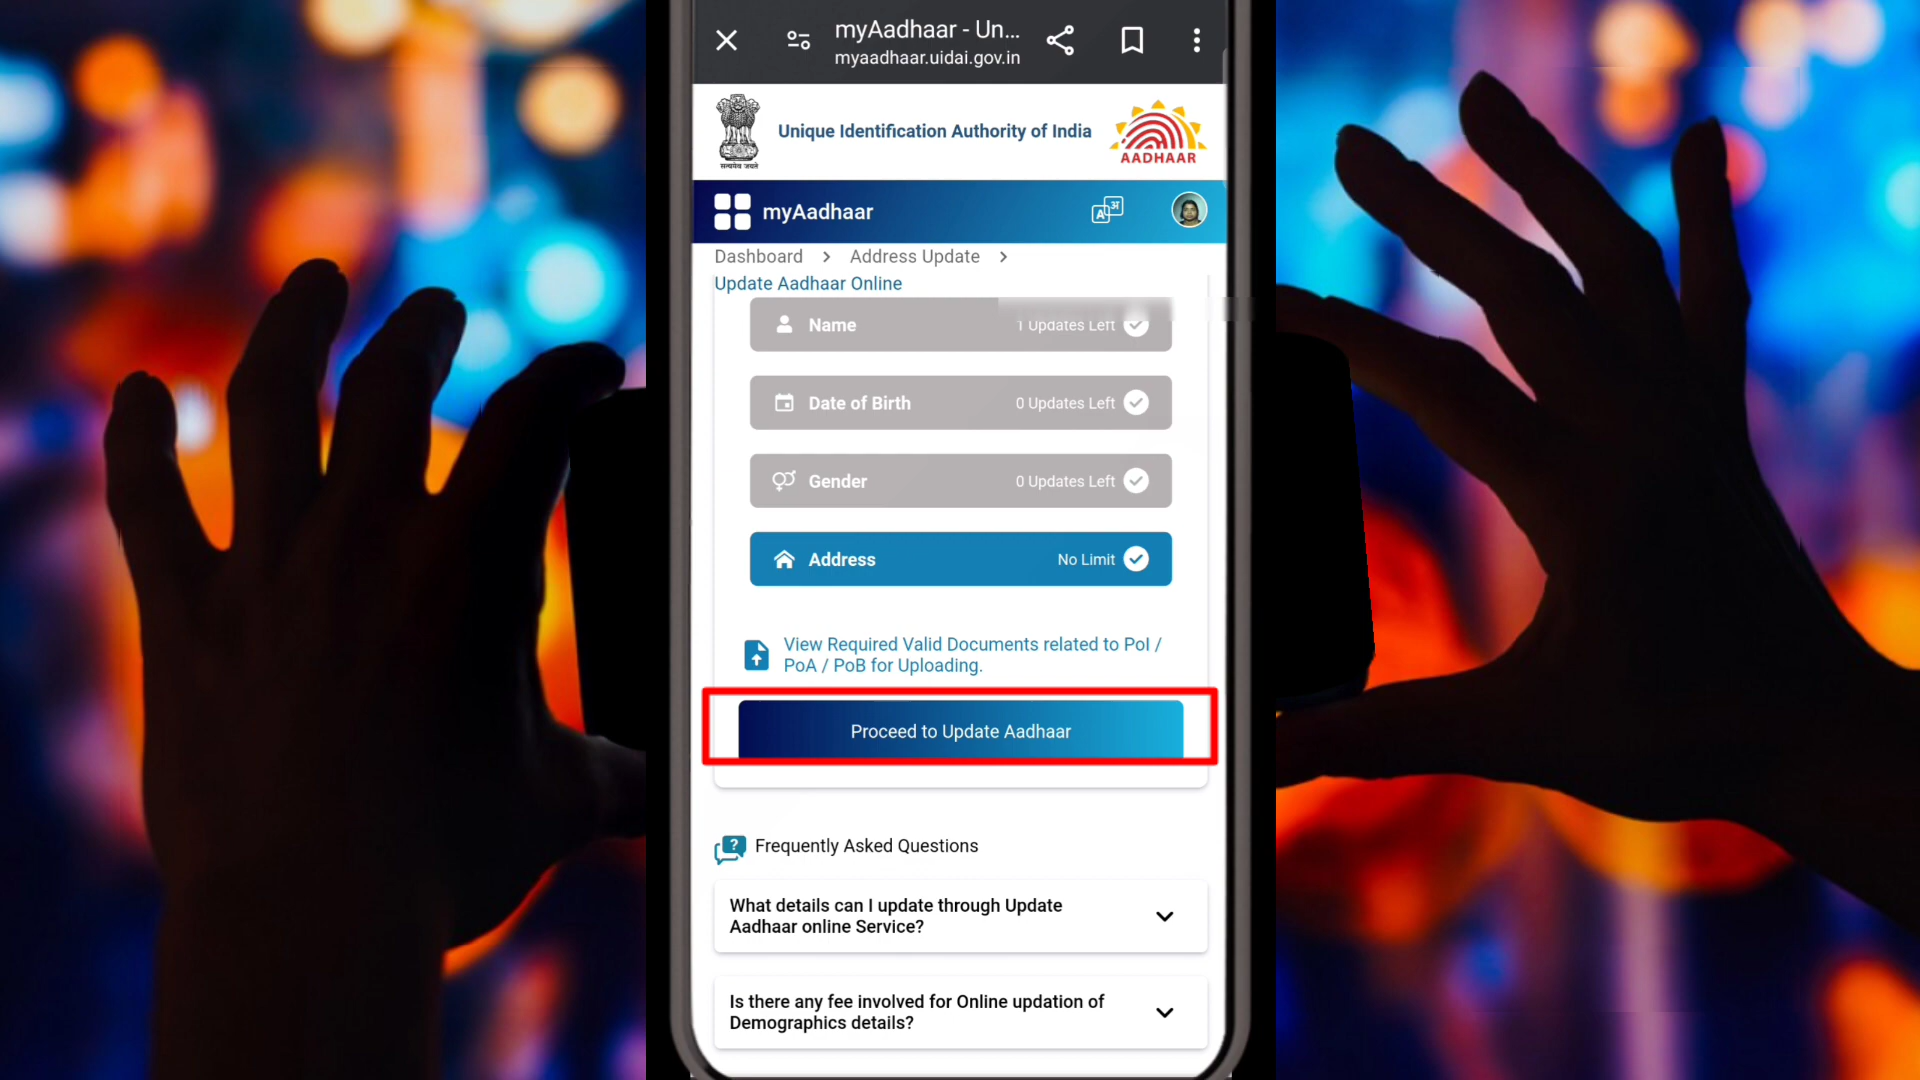 myAadhaar - Un...
myaadhaar.uidai.gov.in
सत्यमेव जयते
Unique Identification Authority of India
AADHAAR
myAadhaar
A अ
Dashboard > Address Update >
Update Aadhaar Online
Name 1 Updates Left
Date of Birth 0 Updates Left
Gender 0 Updates Left
Address No Limit
View Required Valid Documents related to PoI /
PoA / PoB for Uploading.
Proceed to Update Aadhaar
Frequently Asked Questions
What details can I update through Update
Aadhaar online Service?
Is there any fee involved for Online updation of
Demographics details?